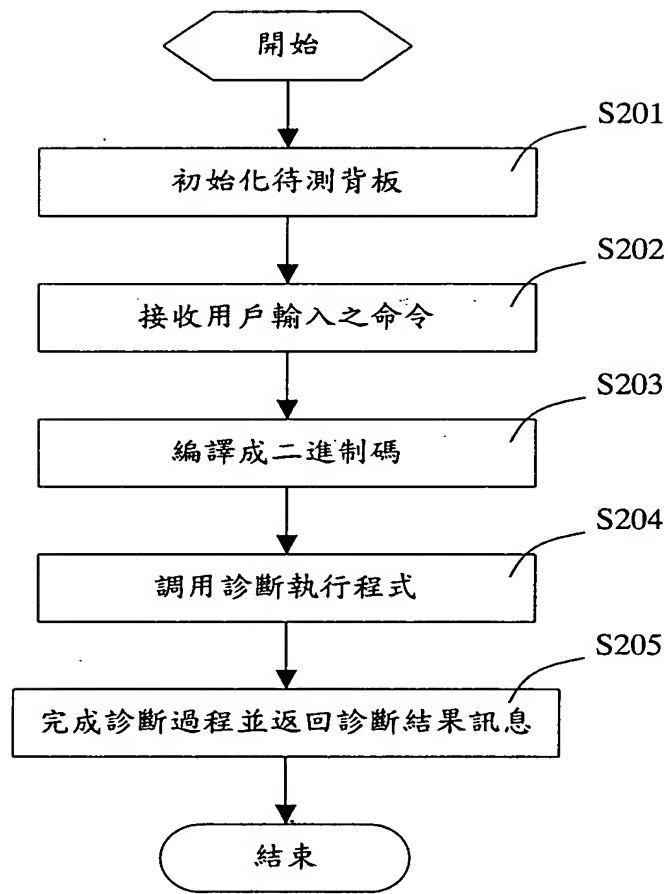 開始
S201
初始化待測背板
S202
接收用戶輸入之命令
S203
編譯成二進制碼
S204
調用診斷執行程式
S205
完成診斷過程並返回診斷結果訊息
結束